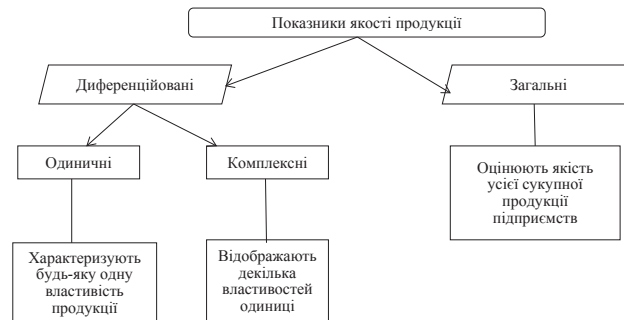 Показники якості продукції
Диференційовані
Загальні
Одиничні
Комплексні
Оцінюють якість
усієї сукупної
продукції
підприємств
Характеризують
будь-яку одну
властивість
продукції
Відображають
декілька
властивостей
одиниці